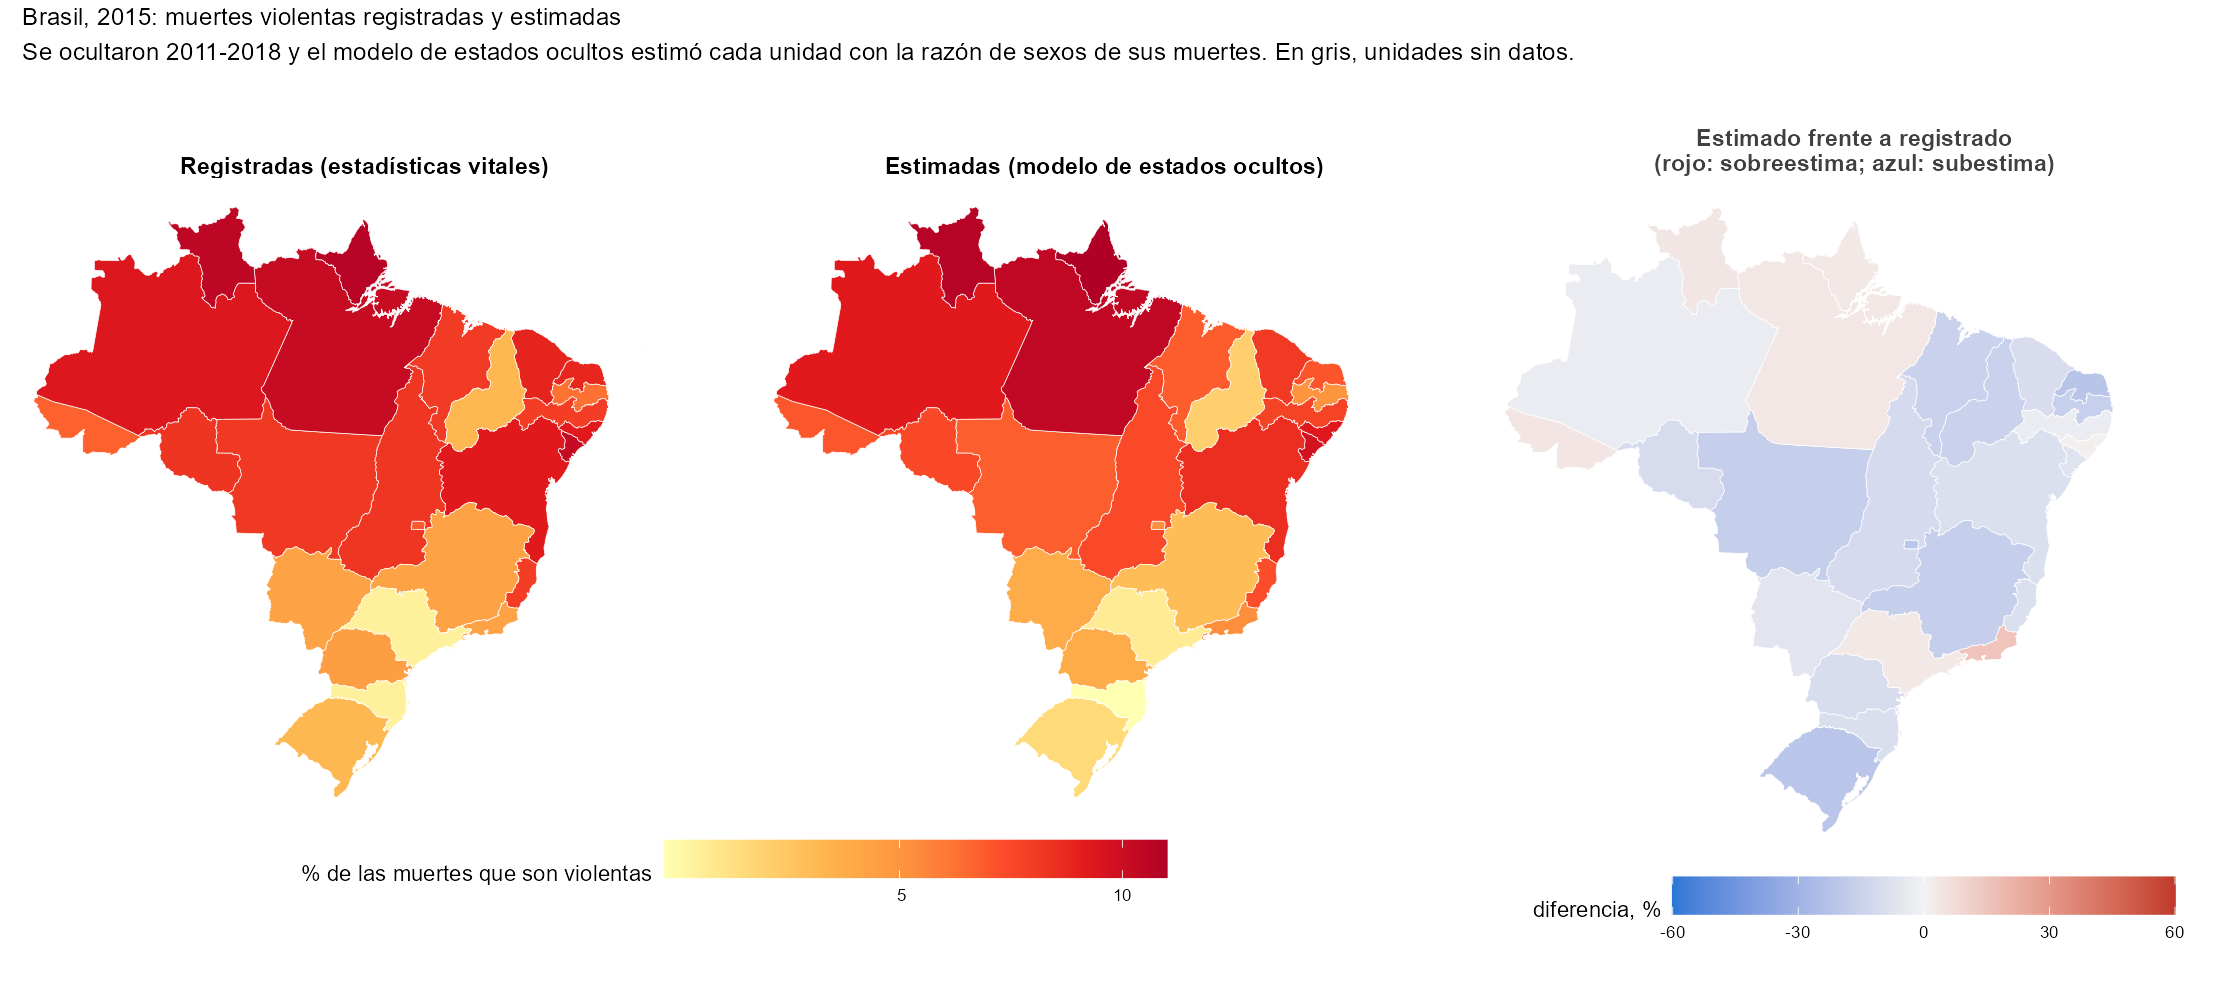 Brasil, 2015: muertes violentas registradas y estimadas
Se ocultaron 2011-2018 y el modelo de estados ocultos estimó cada unidad con la razón de sexos de sus muertes. En gris, unidades sin datos.
Registradas (estadísticas vitales)
Estimadas (modelo de estados ocultos)
Estimado frente a registrado
(rojo: sobreestima; azul: subestima)
% de las muertes que son violentas
5
10
diferencia, %
-60
-30
0
30
60